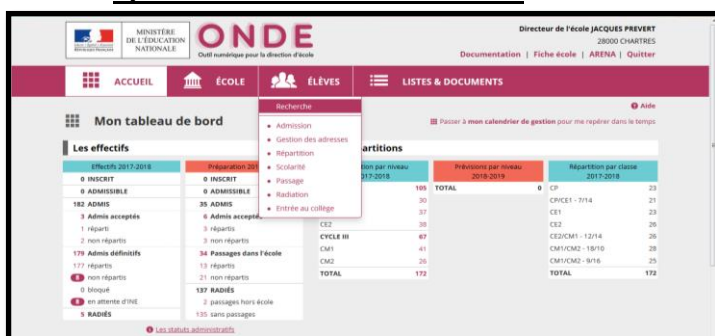 MINISTÈRE
DE L'ÉDUCATION
NATIONALE
ONDE
Outil numérique pour la direction d'école
Directeur de l'école JACQUES PREVERT
28000 CHARTRES
Documentation | Fiche école | ARENA | Quitter
ACCUEIL
ÉCOLE
ÉLÈVES
LISTES & DOCUMENTS
Recherche
Admission
Gestion des adresses
Répartition
Scolarité
Passage
Radiation
Entrée au collège
Aide
Mon tableau de bord
Passer à mon calendrier de gestion pour me repérer dans le temps
Les effectifs
artitions
Effectifs 2017-2018
0 INSCRIT
0 ADMISSIBLE
182 ADMIS
3 Admis acceptés
1 réparti
2 non répartis
179 Admis définitifs
177 répartis
non répartis
0 bloqué
en attente d'INE
5 RADIÉS
Préparation 201
0 INSCRIT
0 ADMISSIBLE
35 ADMIS
6 Admis acceptés
3 répartis
3 non répartis
34 Passages dans l'école
13 répartis
21 non répartis
137 RADIÉS
2 passages hors école
135 sans passages
ion par niveau
017-2018
105
30
37
CE2 38
CYCLE III 67
CM1 41
CM2 26
TOTAL 172
Prévisions par niveau
2018-2019
TOTAL 0
Répartition par classe
2017-2018
CP 23
CP/CE1 - 7/14 21
CE1 23
CE2 26
CE2/CM1 - 12/14 26
CM1/CM2 - 18/10 28
CM1/CM2 - 9/16 25
TOTAL 172
Les statuts administratifs